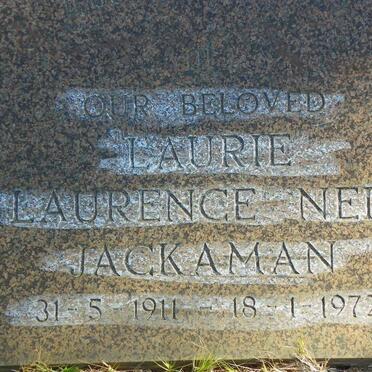 OUR BELOVED
"LAURIE"
LAURENCE
JACKAMAN
31-5-1911 - 18-1-1972